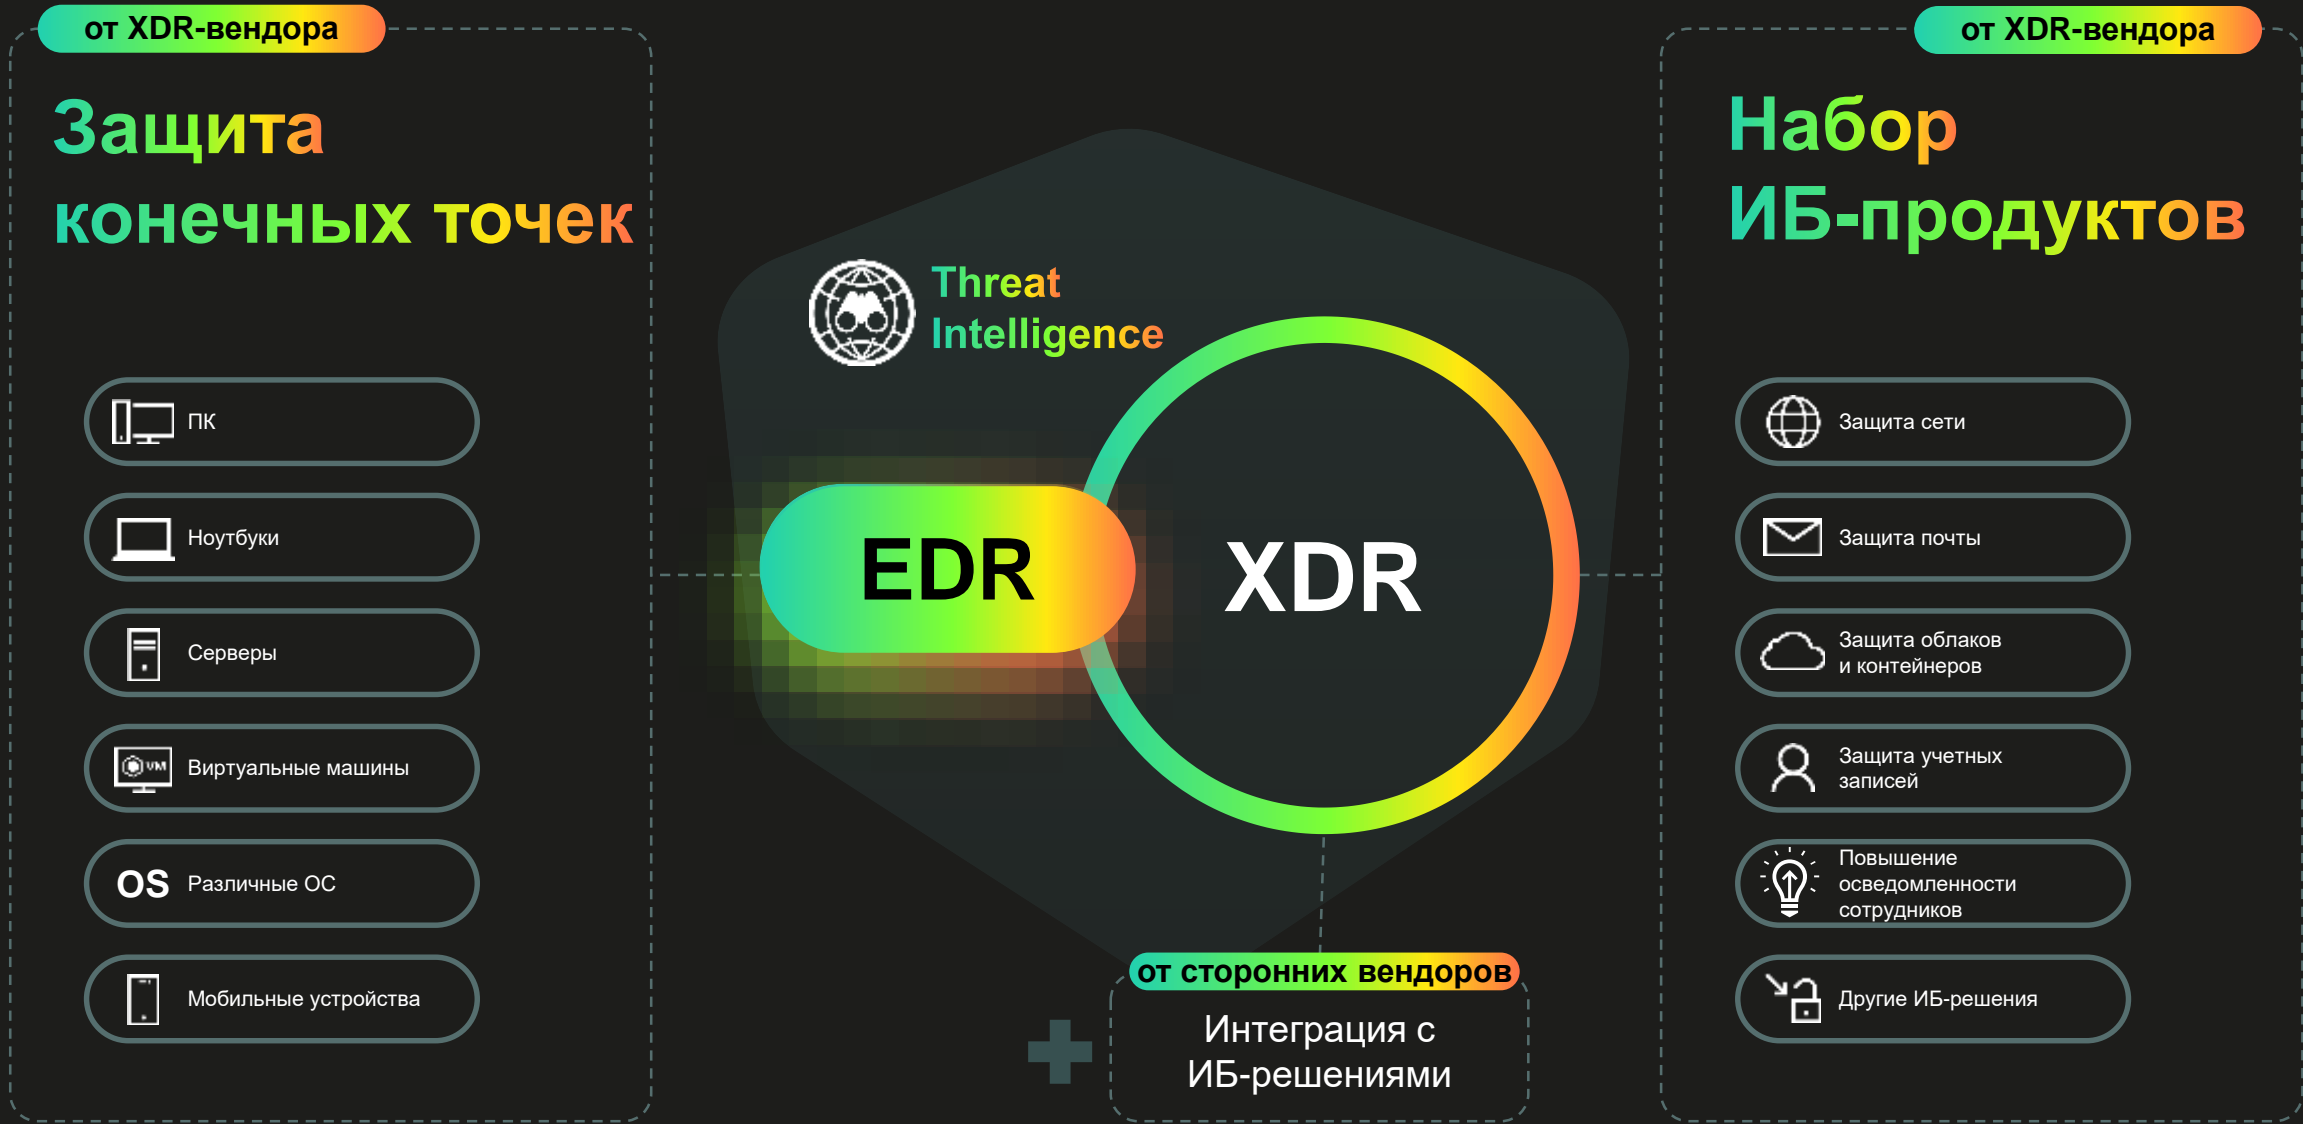 от XDR-вендора
Защита
конечных точек
ПК
Ноутбуки
Серверы
VM
Виртуальные машины
OS Различные ОС
Мобильные устройства
Threat
Intelligence
EDR
XDR
от сторонних вендоров
Интеграция с
ИБ-решениями
от XDR-вендора
Набор
ИБ-продуктов
Защита сети
Защита почты
Защита облаков
и контейнеров
Защита учетных
записей
Повышение
осведомленности
сотрудников
Другие ИБ-решения